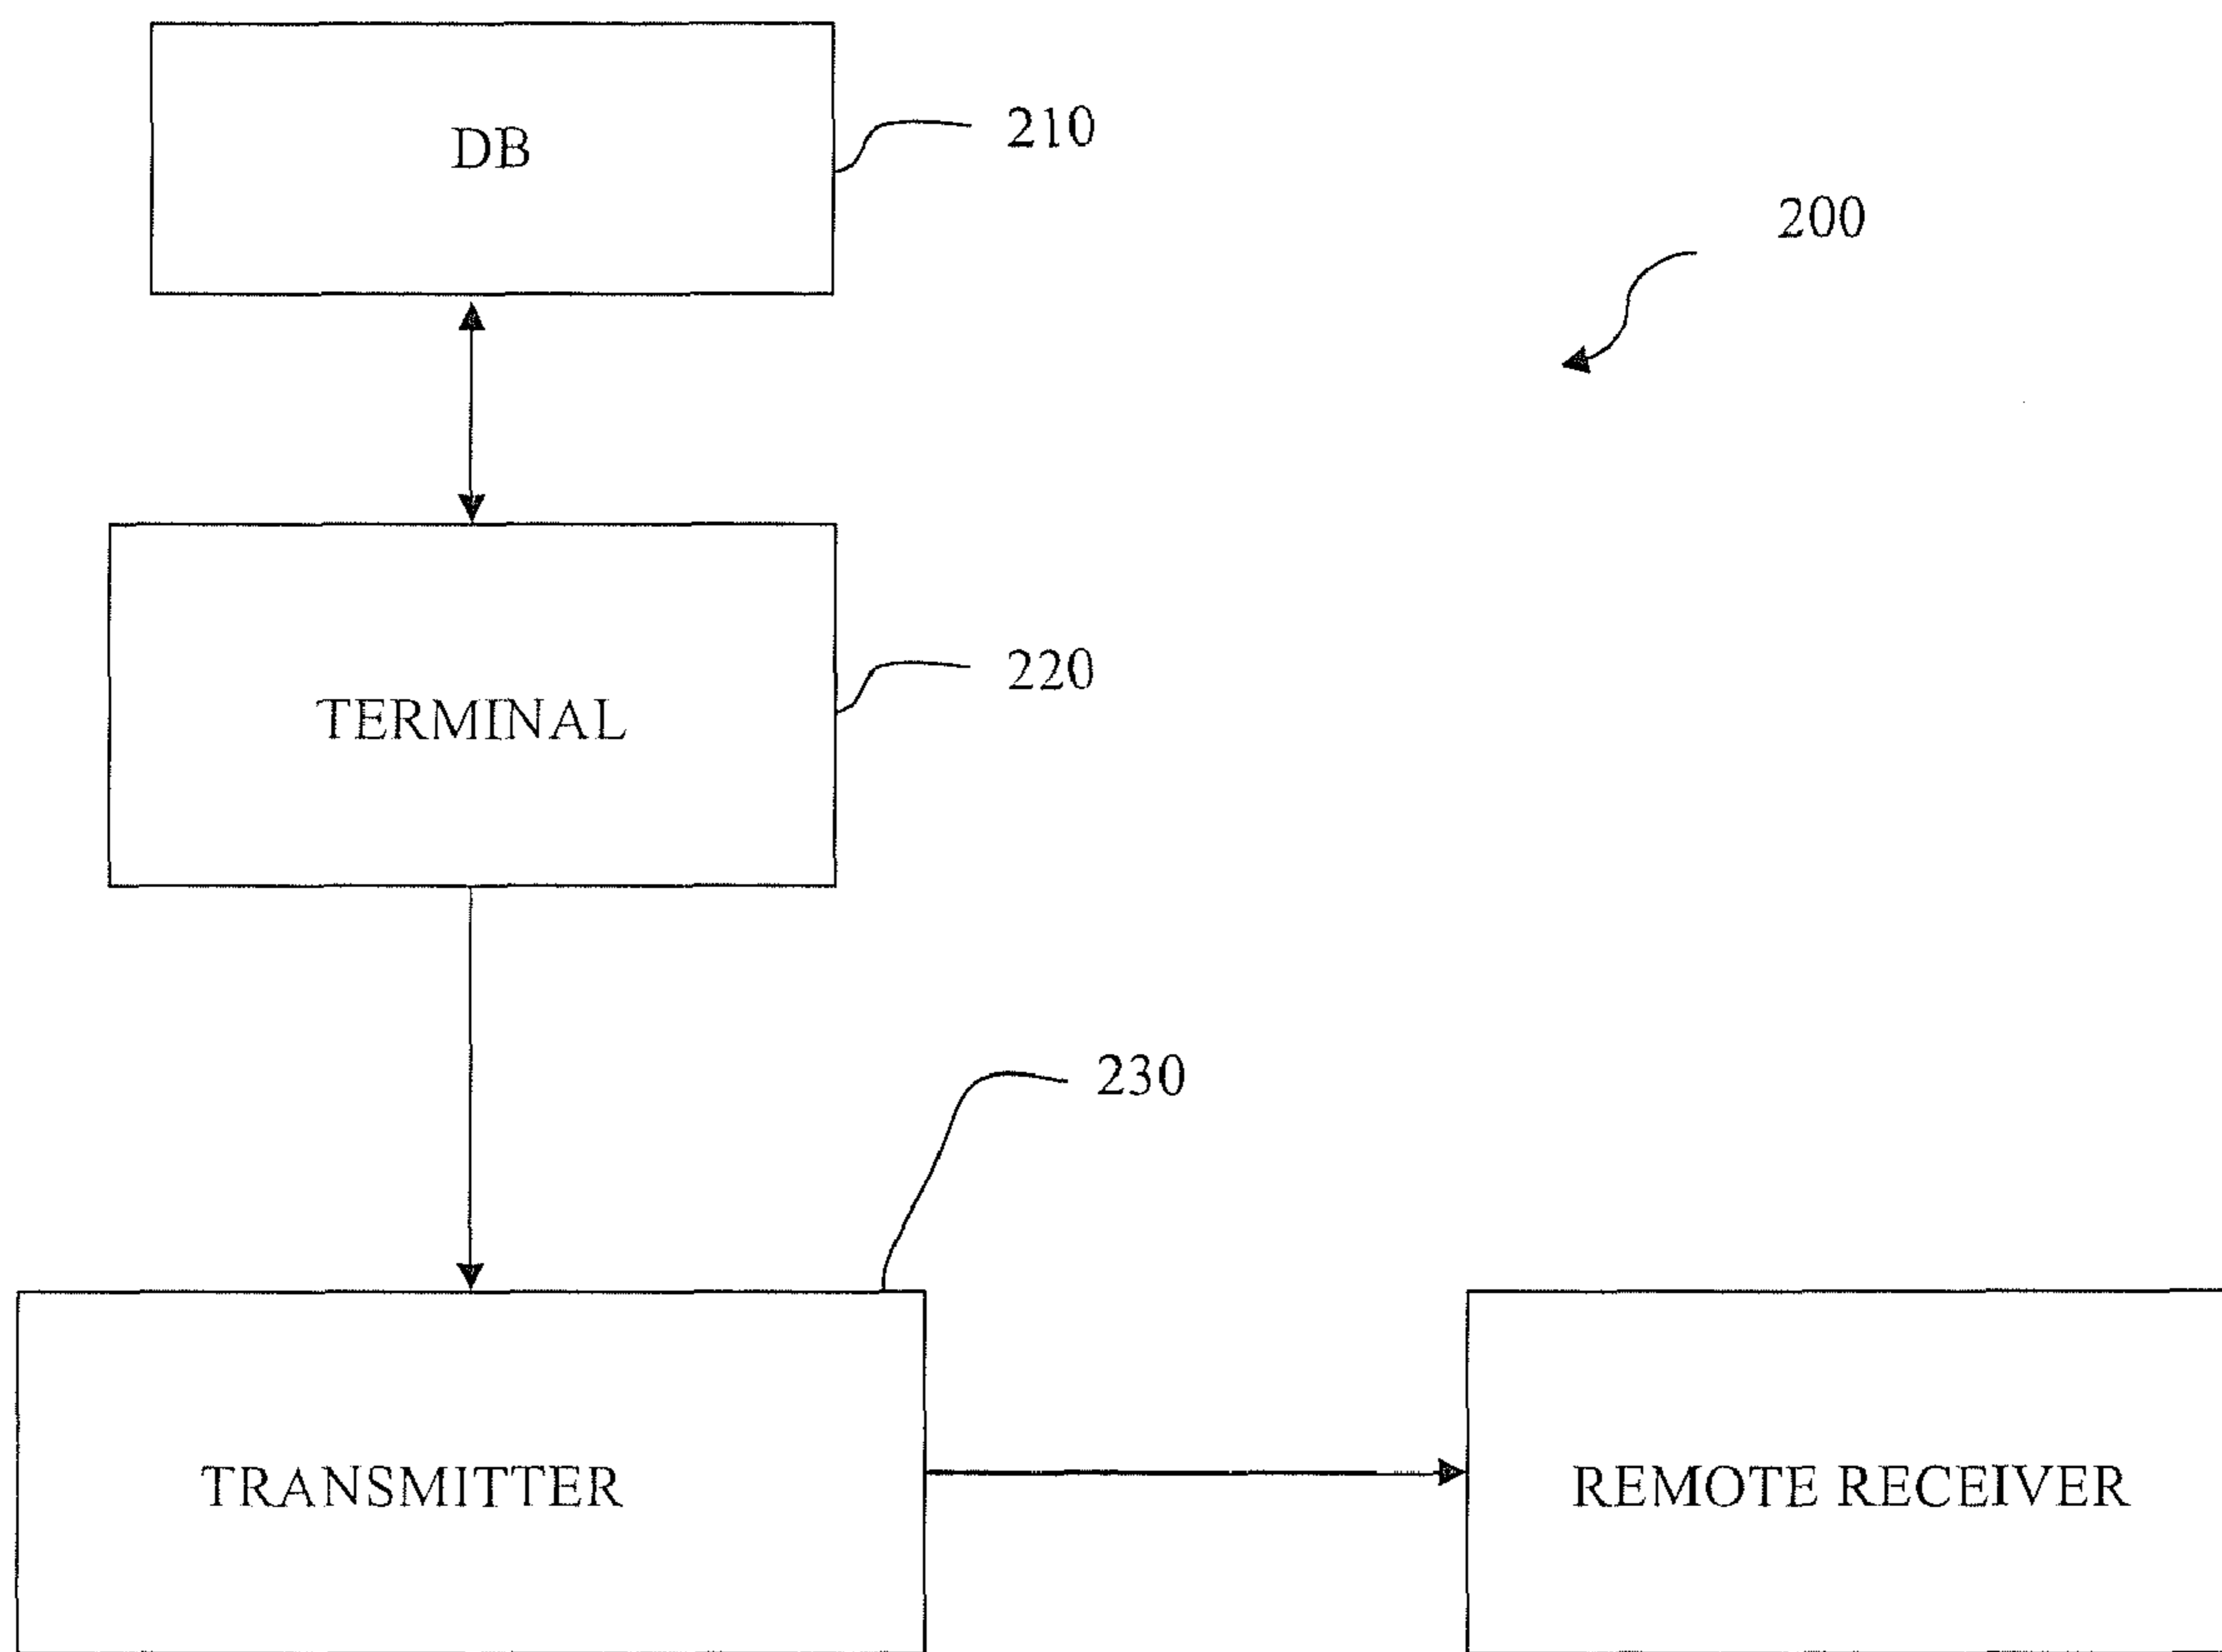 DB
210
200
TERMINAL
220
230
TRANSMITTER
REMOTE RECEIVER